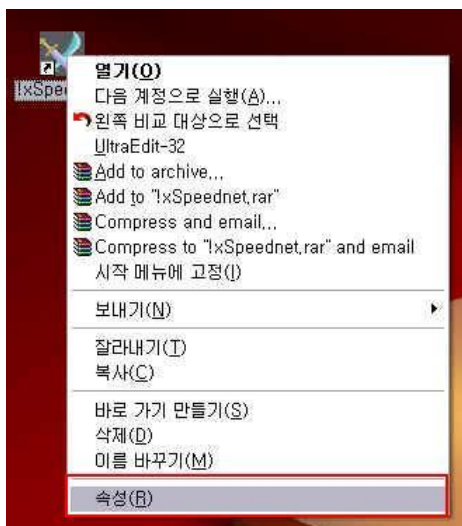 !xSpe
열기(O)
다음 계정으로 실행(A)...
왼쪽 비교 대상으로 선택
UltraEdit-32
Add to archive...
Add to "!xSpeednet.rar"
Compress and email...
Compress to "!xSpeednet.rar" and email
시작 메뉴에 고정(I)
보내기(N)
잘라내기(T)
복사(C)
바로 가기 만들기(S)
삭제(D)
이름 바꾸기(M)
속성(R)